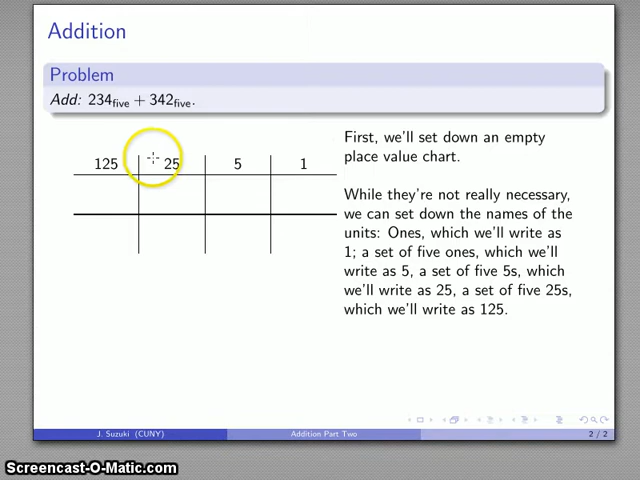 Addition
Problem
Add: 234five + 342five.
First, we'll set down an empty
place value chart.
125 25 5 1
While they're not really necessary,
we can set down the names of the
units: Ones, which we'll write as
1; a set of five ones, which we'll
write as 5, a set of five 5s, which
we'll write as 25, a set of five 25s,
which we'll write as 125.
J. Suzuki (CUNY) Addition Part Two 2 / 2
Screencast-O-Matic.com